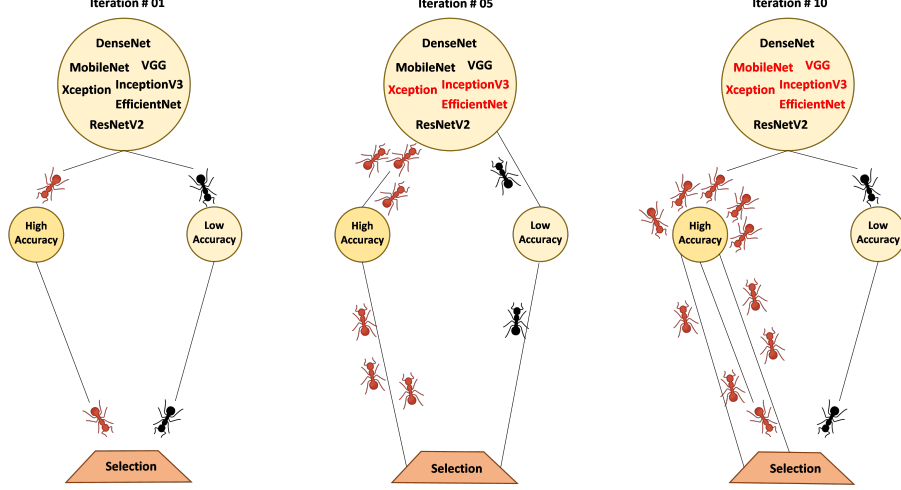 Iteration # 01
DenseNet
MobileNet VGG
Xception InceptionV3
EfficientNet
ResNetV2
High
Accuracy
Low
Accuracy
Selection
Iteration # 05
DenseNet
MobileNet VGG
Xception InceptionV3
EfficientNet
ResNetV2
High
Accuracy
Low
Accuracy
Selection
Iteration # 10
DenseNet
MobileNet VGG
Xception InceptionV3
EfficientNet
ResNetV2
High
Accuracy
Low
Accuracy
Selection